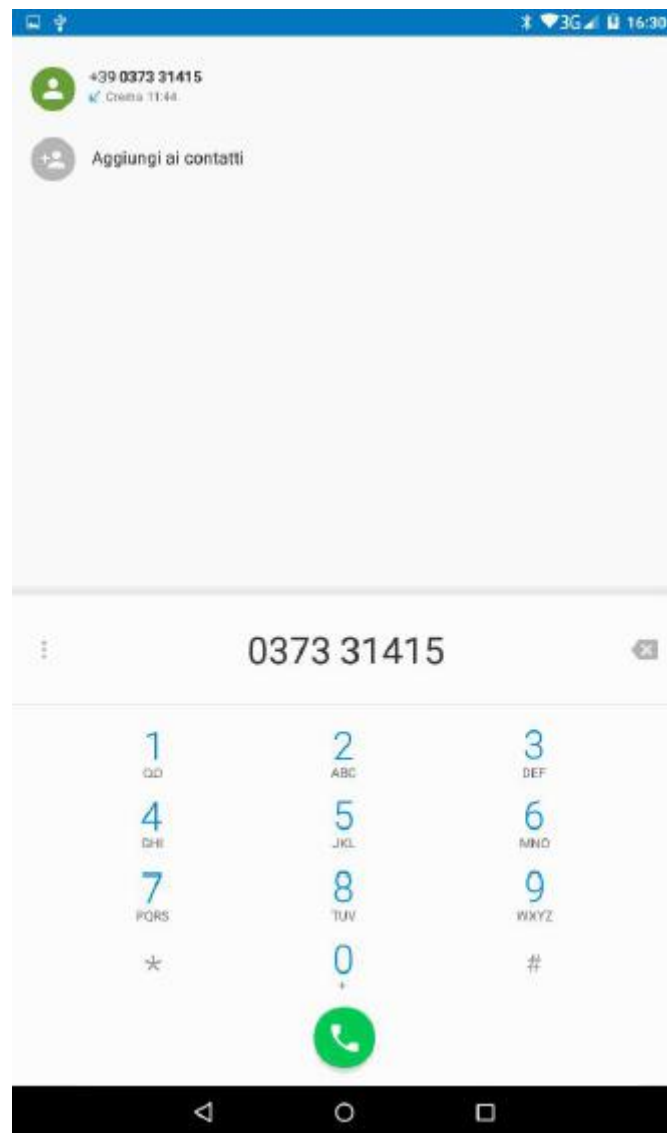 3G 16:30
+39 0373 31415
Crema 11:44
Aggiungi ai contatti
0373 31415
1 2 3
ABC DEF
4 5 6
GHI JKL MNO
7 8 9
PQRS TUV WXYZ
* 0 #
+